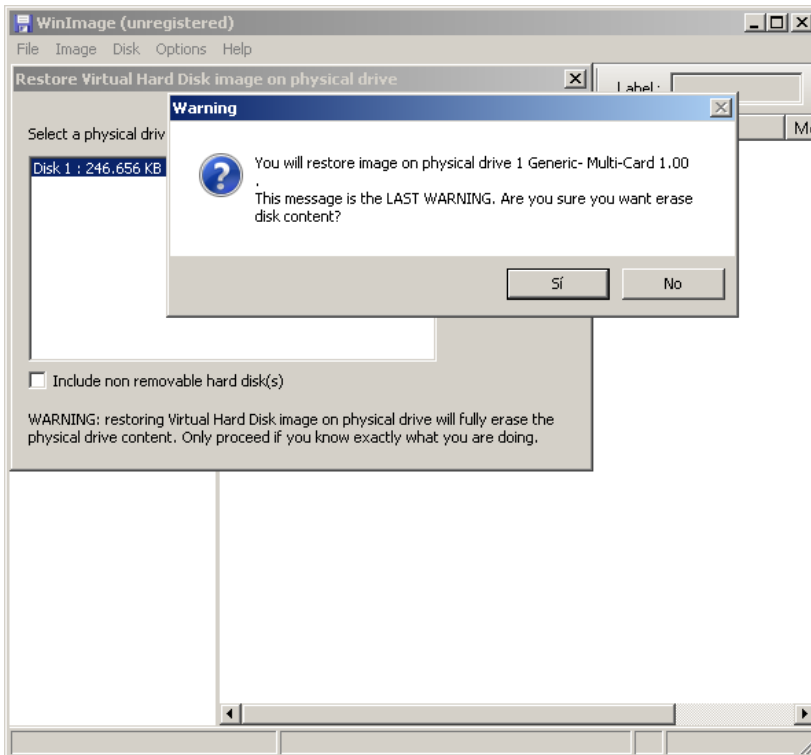 WinImage (unregistered)
File Image Disk Options Help
Restore Virtual Hard Disk image on physical drive
Label:
Warning
Select a physical driv
Disk 1 : 246.656 KB
You will restore image on physical drive 1 Generic- Multi-Card 1.00
.
This message is the LAST WARNING. Are you sure you want erase
disk content?
Sí No
Include non removable hard disk(s)
WARNING: restoring Virtual Hard Disk image on physical drive will fully erase the
physical drive content. Only proceed if you know exactly what you are doing.